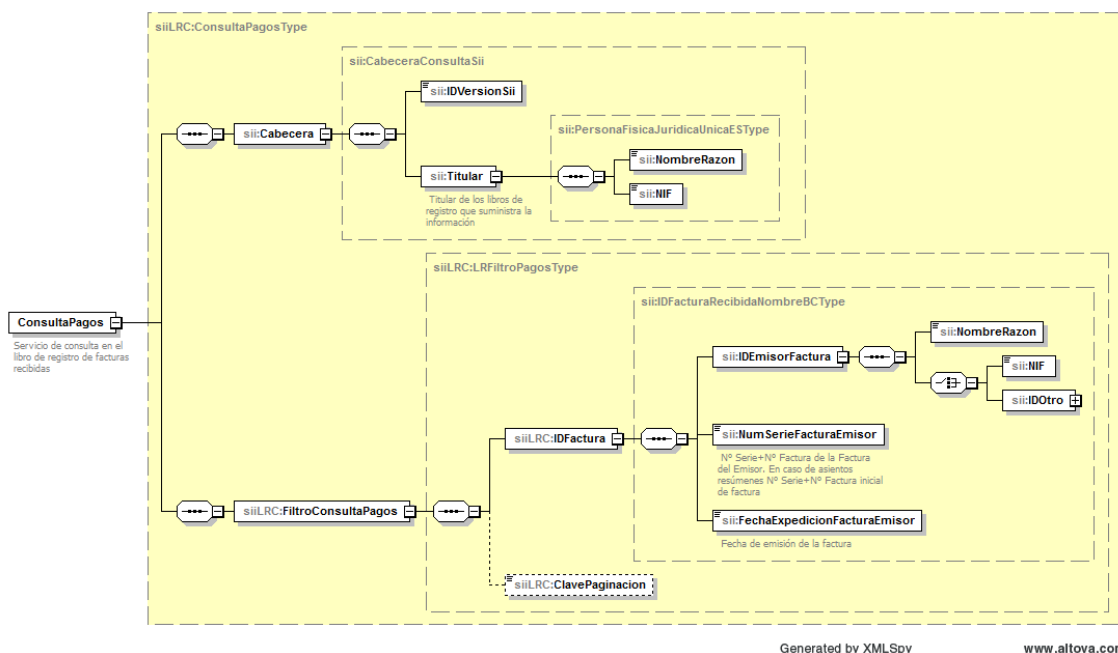 siiLRC:ConsultaPagosType
sii:CabeceraConsultaSii
sii:IDVersionSii
sii:PersonaFisicaJuridicaUnicaESType
sii:Cabecera
sii:NombreRazon
sii:Titular
sii:NIF
Titular de los libros de
registro que suministra la
información
siiLRC:LRFiltroPagosType
sii:IDFacturaRecibidaNombreBCType
ConsultaPagos
Servicio de consulta en el
libro de registro de facturas
recibidas
sii:NombreRazon
sii:IDEmisorFactura
sii:NIF
sii:IDOtro
siiLRC:IDFactura
sii:NumSerieFacturaEmisor
Nº Serie+Nº Factura de la Factura
del Emisor. En caso de asientos
resúmenes Nº Serie+Nº Factura inicial
de factura
siiLRC:FiltroConsultaPagos
sii:FechaExpedicionFacturaEmisor
Fecha de emisión de la factura
siiLRC:ClavePaginacion
Generated by XMLSpy
www.altova.com